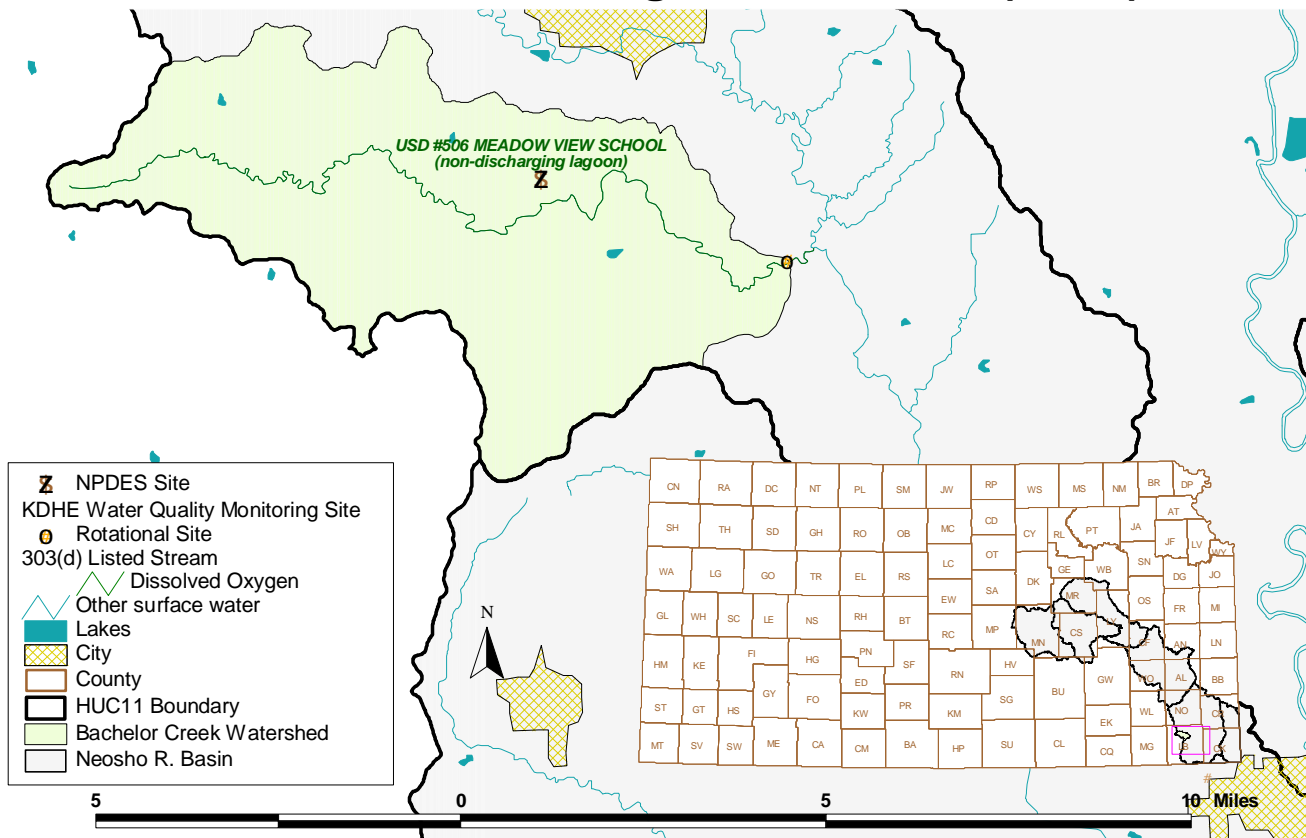 USD #506 MEADOW VIEW SCHOOL
(non-discharging lagoon)
NPDES Site
KDHE Water Quality Monitoring Site
Rotational Site
303(d) Listed Stream
Dissolved Oxygen
Other surface water
Lakes
City
County
HUC11 Boundary
Bachelor Creek Watershed
Neosho R. Basin
N
CN RA DC NT PL SM JW RP WS MS NM BR DP
SH TH SD GH RO OB MC CD CY RL PT JA AT
JF LV WY
WA LG GO TR EL RS LC OT DK GE WB SN DG JO
EW SA MR OS FR MI
GL WH SC LE NS RH BT RC MP MN CS AN LN
HM KE FI HG PN SF RN HV BU GW AL BB
ED SG
GY
ST GT HS FO KW PR KM EK WL NO
MT SV SW ME CA CM BA HP SU CL CQ MG LB
5 0 5 10 Miles